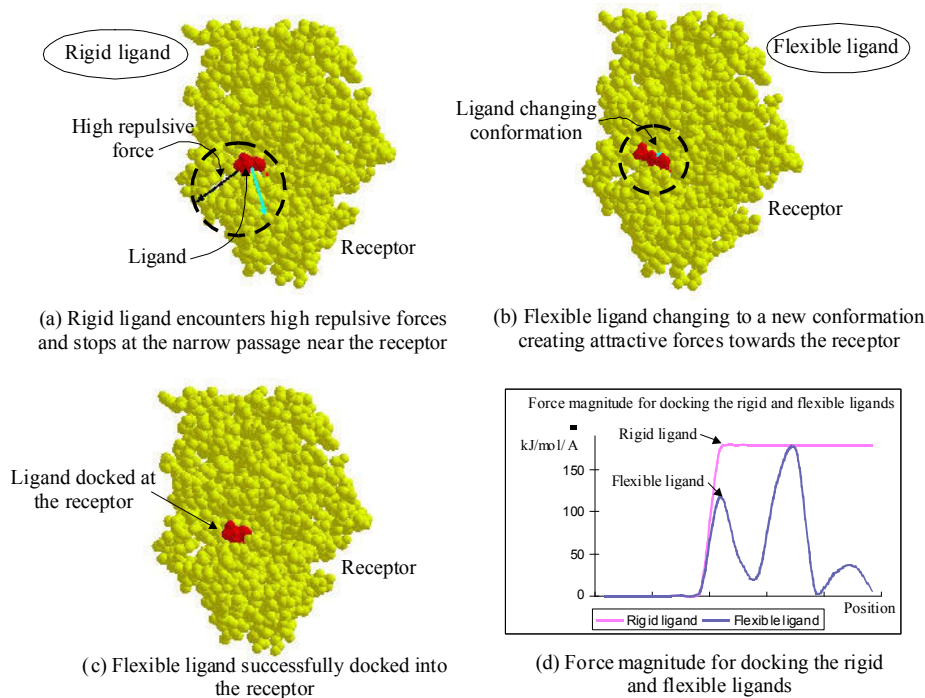 Rigid ligand
High repulsive
force
Ligand
Receptor
(a) Rigid ligand encounters high repulsive forces
and stops at the narrow passage near the receptor
Flexible ligand
Ligand changing
conformation
Receptor
(b) Flexible ligand changing to a new conformation
creating attractive forces towards the receptor
Ligand docked at
the receptor
Receptor
(c) Flexible ligand successfully docked into
the receptor
Force magnitude for docking the rigid and flexible ligands
kJ/mol/A
Rigid ligand
150
Flexible ligand
100
50
0
Position
Rigid ligand Flexible ligand
(d) Force magnitude for docking the rigid
and flexible ligands